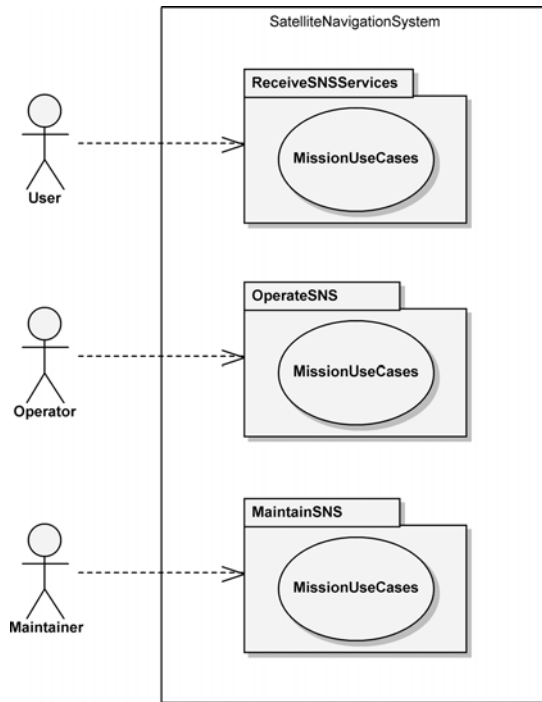 SatelliteNavigationSystem
ReceiveSNSServices
MissionUseCases
User
OperateSNS
MissionUseCases
Operator
MaintainSNS
MissionUseCases
Maintainer